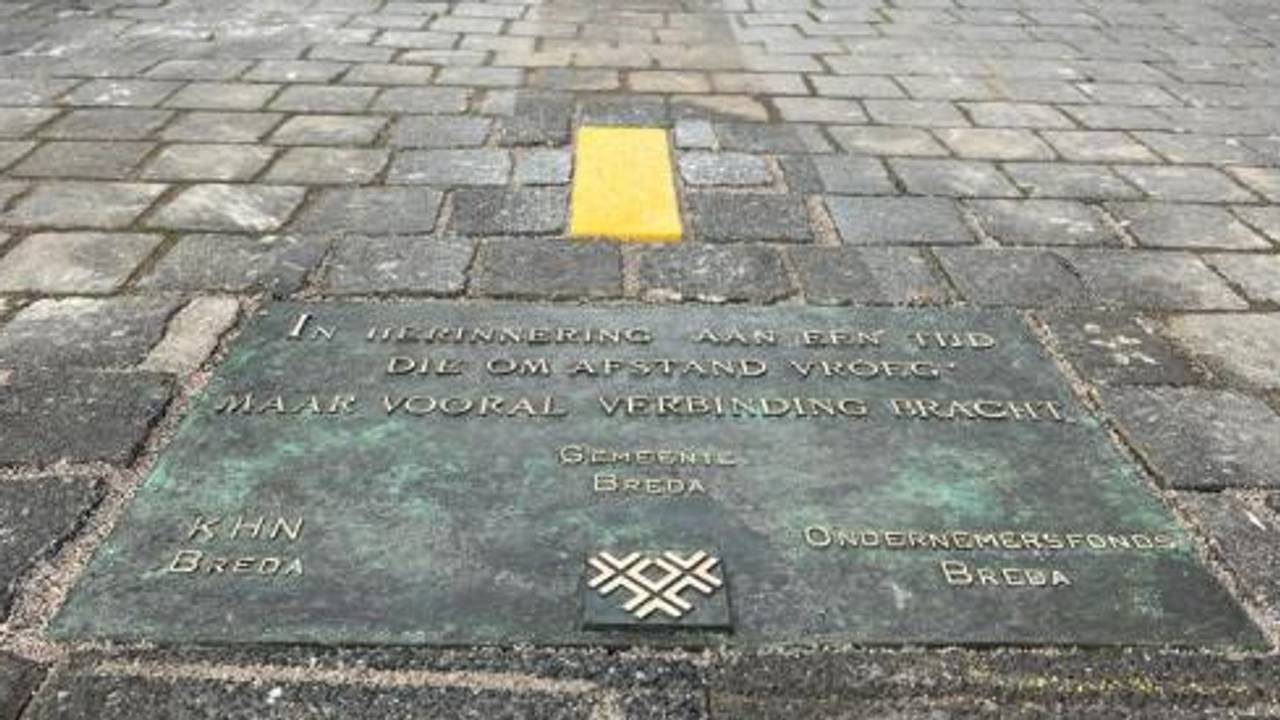 In herinnering aan een tijd
die om afstand vroeg
maar vooral verbinding bracht.
Gemeente
Breda
KHN
Breda
Ondernemersfonds
Breda